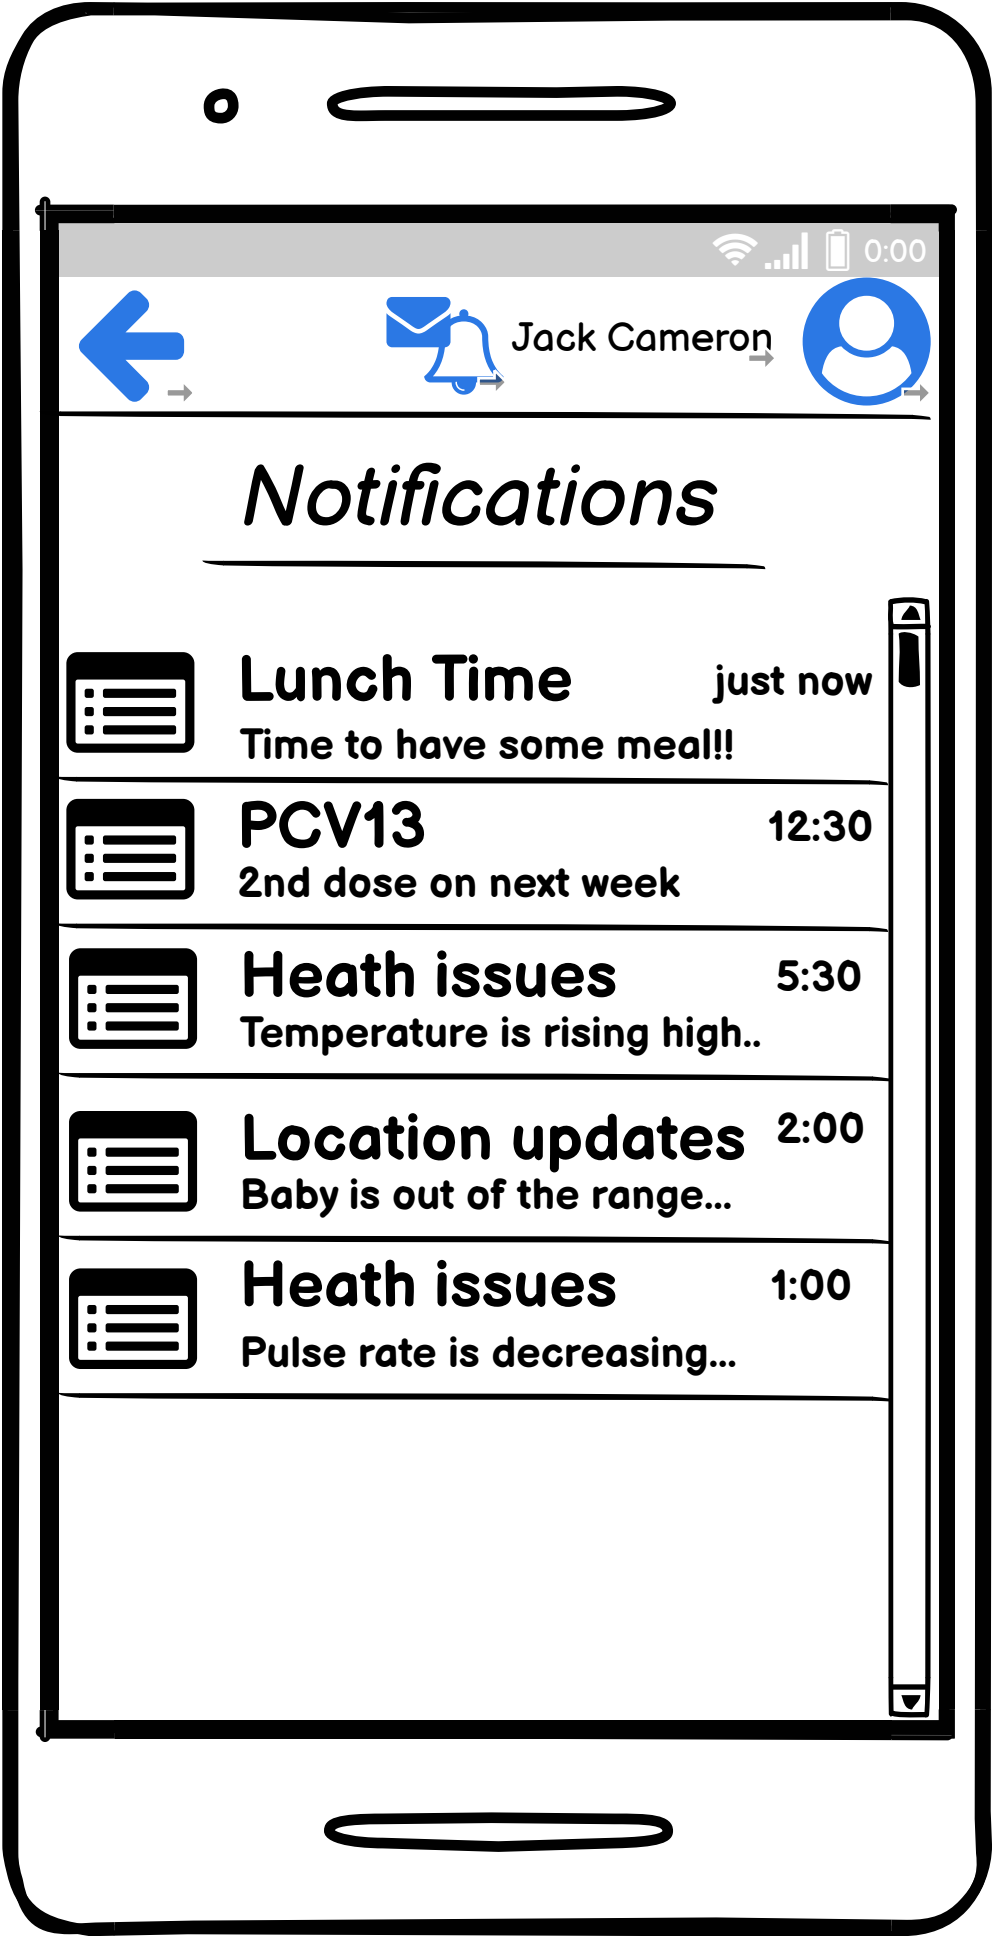 0:00
Jack Cameron
Notifications
Lunch Time just now
Time to have some meal!!
PCV13 12:30
2nd dose on next week
Heath issues 5:30
Temperature is rising high..
Location updates 2:00
Baby is out of the range...
Heath issues 1:00
Pulse rate is decreasing...